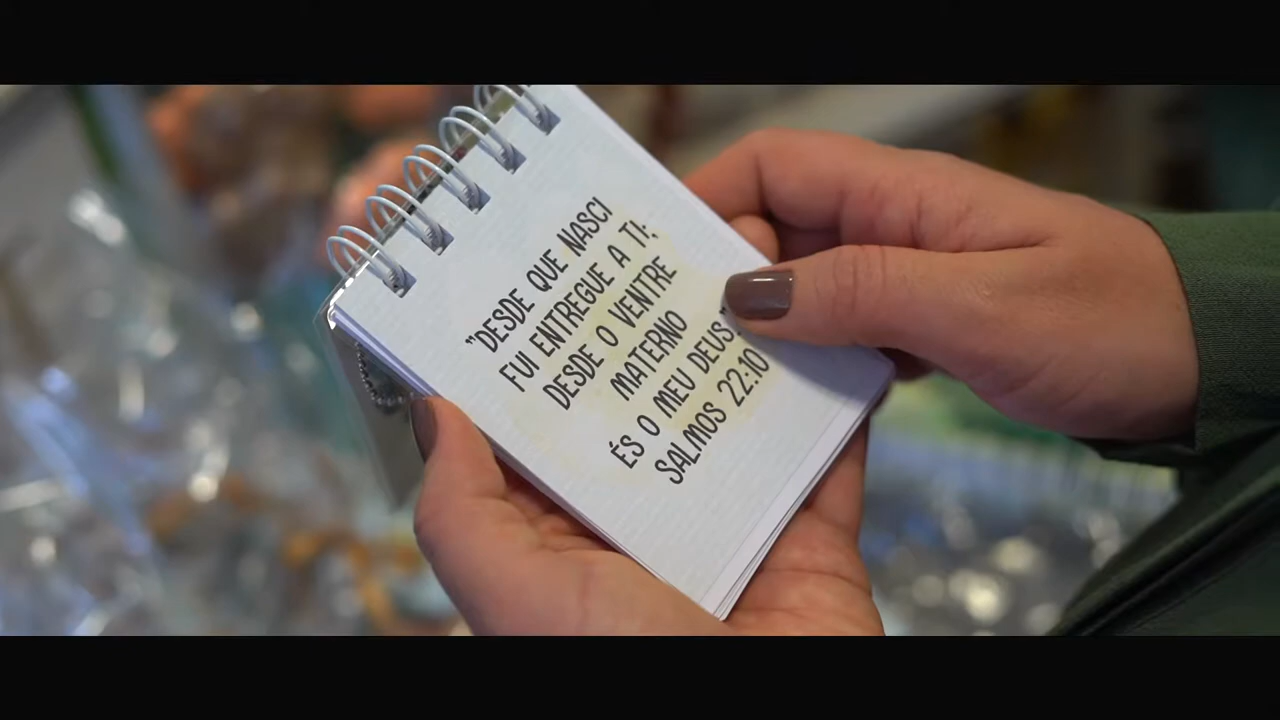 "DESDE QUE NASCI
FUI ENTREGUE A TI;
DESDE O VENTRE
MATERNO
ÉS O MEU DEUS"
SALMOS 22:10